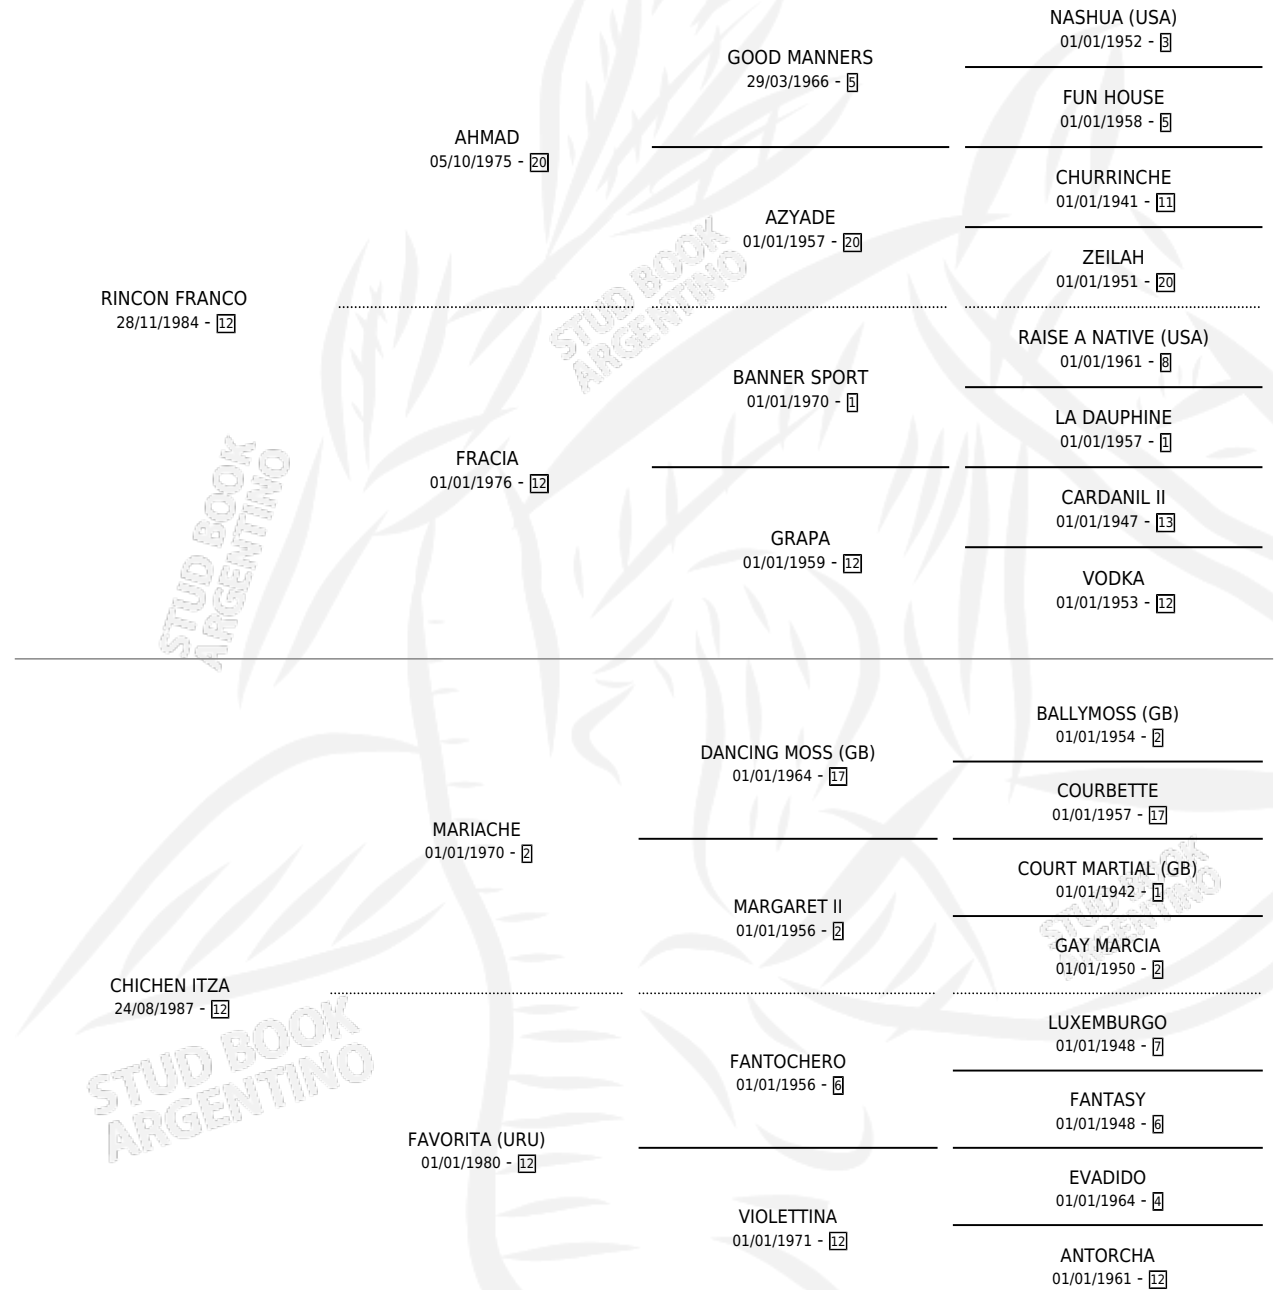 NASHUA (USA)
01/01/1952 - 3
GOOD MANNERS
29/03/1966 - 5
FUN HOUSE
01/01/1958 - 5
AHMAD
05/10/1975 - 20
CHURRINCHE
01/01/1941 - 11
AZYADE
01/01/1957 - 20
ZEILAH
01/01/1951 - 20
RINCON FRANCO
28/11/1984 - 12
RAISE A NATIVE (USA)
01/01/1961 - 8
BANNER SPORT
01/01/1970 - 1
LA DAUPHINE
01/01/1957 - 1
FRACIA
01/01/1976 - 12
CARDANIL II
01/01/1947 - 13
GRAPA
01/01/1959 - 12
VODKA
01/01/1953 - 12
STUD BOOK
ARGENTINO
STUD BOOK
ARGENTINO
BALLYMOSS (GB)
01/01/1954 - 2
DANCING MOSS (GB)
01/01/1964 - 17
COURBETTE
01/01/1957 - 17
MARIACHE
01/01/1970 - 2
COURT MARTIAL (GB)
01/01/1942 - 1
MARGARET II
01/01/1956 - 2
GAY MARCIA
01/01/1950 - 2
STUD BOOK
ARGENTINO
CHICHEN ITZA
24/08/1987 - 12
LUXEMBURGO
01/01/1948 - 7
FANTOCHERO
01/01/1956 - 6
FANTASY
01/01/1948 - 6
STUD BOOK
ARGENTINO
FAVORITA (URU)
01/01/1980 - 12
EVADIDO
01/01/1964 - 4
VIOLETTINA
01/01/1971 - 12
ANTORCHA
01/01/1961 - 12